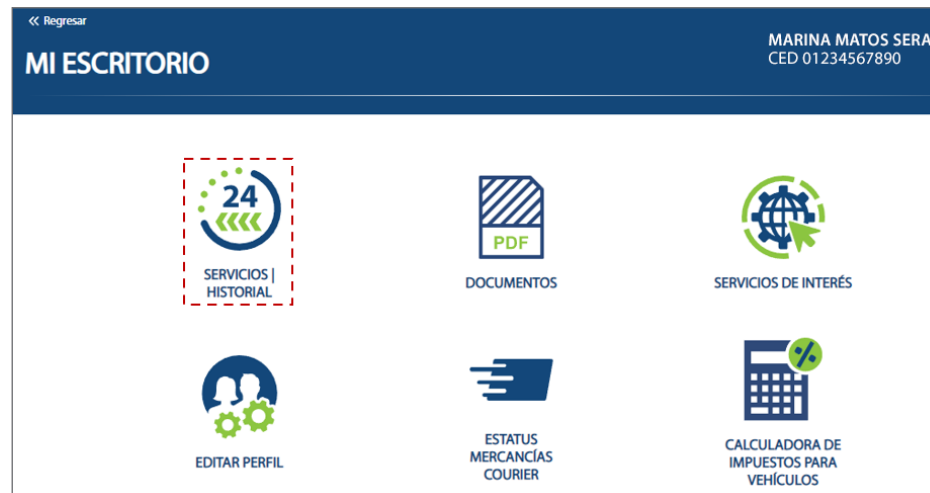 « Regresar
MI ESCRITORIO
MARINA MATOS SERA
CED 01234567890
24
SERVICIOS |
HISTORIAL
PDF
DOCUMENTOS
SERVICIOS DE INTERÉS
EDITAR PERFIL
ESTATUS
MERCANCÍAS
COURIER
%
CALCULADORA DE
IMPUESTOS PARA
VEHÍCULOS